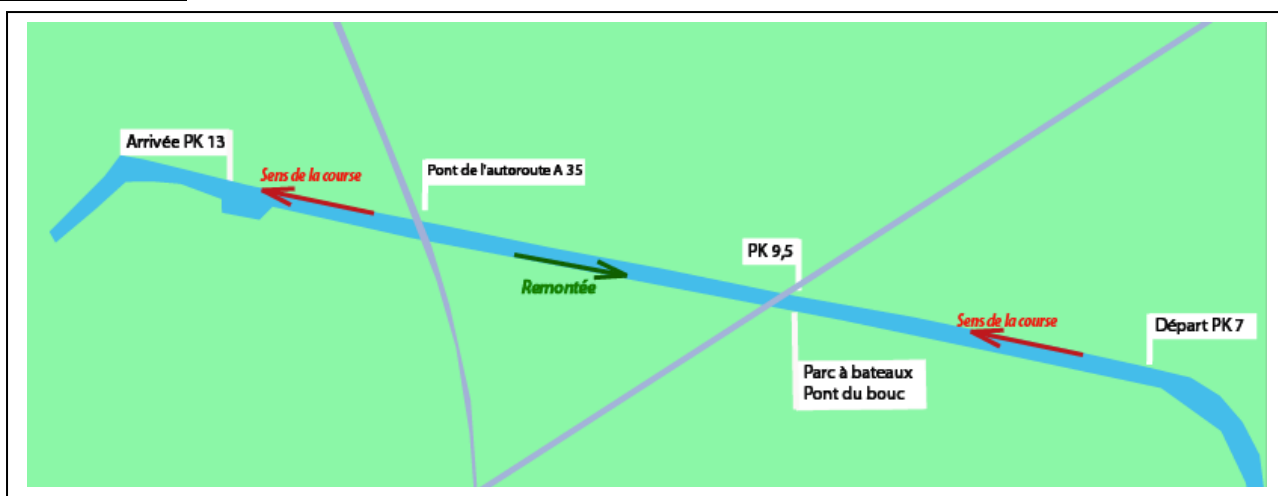 Arrivée PK 13
Sens de la course
Pont de l'autoroute A 35
PK 9,5
Remontée
Sens de la course
Départ PK 7
Parc à bateaux
Pont du bouc